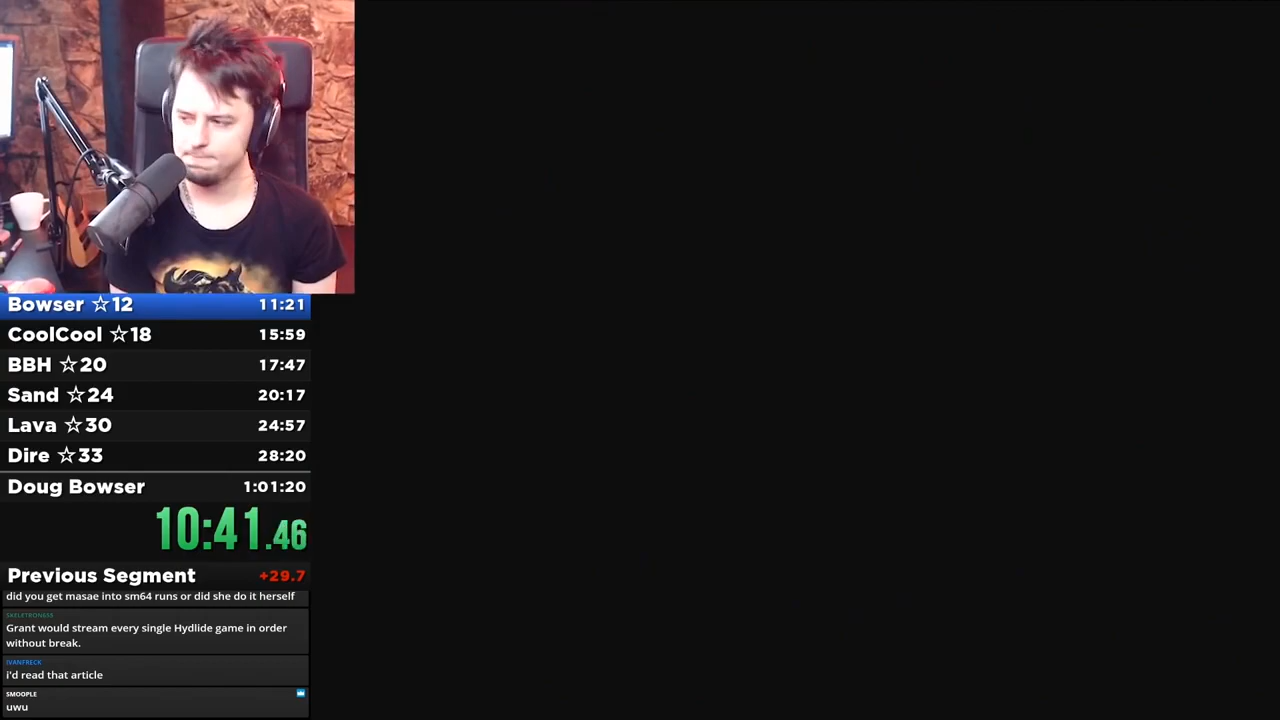 Bowser ☆12 11:21
CoolCool ☆18 15:59
BBH ☆20 17:47
Sand ☆24 20:17
Lava ☆30 24:57
Dire ☆33 28:20
Doug Bowser 1:01:20
10:41.46
Previous Segment +29.7
did you get masae into sm64 runs or did she do it herself
Grant would stream every single Hydlide game in order
without break.
IVANFRECK
i'd read that article
SMOOPLE
uwu